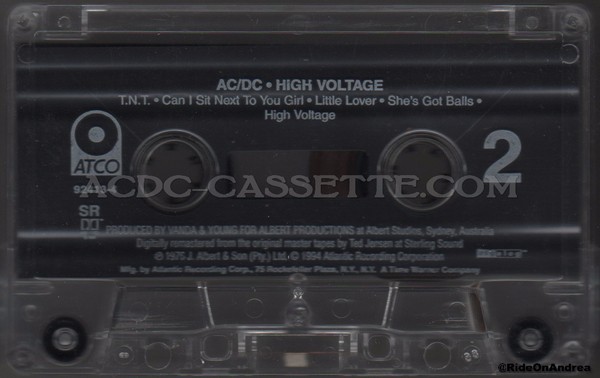 AC/DC • HIGH VOLTAGE
T.N.T. • Can I Sit Next To You Girl • Little Lover • She's Got Balls •
High Voltage
ATCO
2
92413-4
ACDC-CASSETTE.COM
SR
PRODUCED BY VANDA & YOUNG FOR ALBERT PRODUCTIONS at Albert Studios, Sydney, Australia
Digitally remastered from the original master tapes by Ted Jensen at Sterling Sound
℗ 1975 J. Albert & Son (Pty.) Ltd. © 1994 Atlantic Recording Corporation
Mfg. by Atlantic Recording Corp., 75 Rockefeller Plaza, N.Y., N.Y. A Time Warner Company
@RideOnAndrea